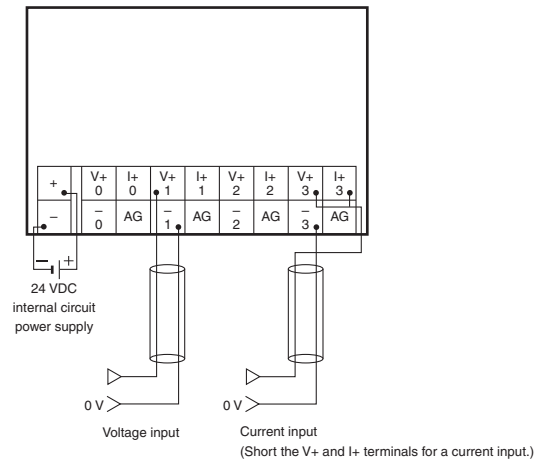 + V+ I+ V+ I+ V+ I+ V+ I+
0 0 1 1 2 2 3 3
− − AG − AG − AG − AG
0 1 2 3
− +
24 VDC
internal circuit
power supply
0 V
0 V
Voltage input
Current input
(Short the V+ and I+ terminals for a current input.)